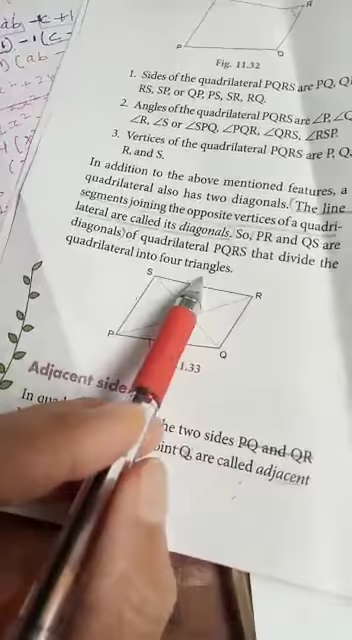 ab - c + 1
R
P
Q
Fig. 11.32
1. Sides of the quadrilateral PQRS are PQ, Q
RS, SP, or QP, PS, SR, RQ.
2. Angles of the quadrilateral PQRS are ∠P, ∠Q
∠R, ∠S or ∠SPQ, ∠PQR, ∠QRS, ∠RSP.
3. Vertices of the quadrilateral PQRS are P, Q,
R, and S.
In addition to the above mentioned features, a
quadrilateral also has two diagonals. (The line
segments joining the opposite vertices of a quadri-
lateral are called its diagonals. So, PR and QS are
diagonals) of quadrilateral PQRS that divide the
quadrilateral into four triangles.
S
R
P
Q
1.33
Adjacent side
In qua
he two sides PQ and QR
oint Q, are called adjacent